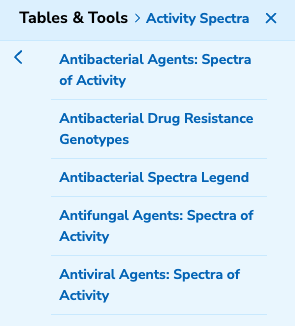 Tables & Tools > Activity Spectra ×
Antibacterial Agents: Spectra
of Activity
Antibacterial Drug Resistance
Genotypes
Antibacterial Spectra Legend
Antifungal Agents: Spectra of
Activity
Antiviral Agents: Spectra of
Activity